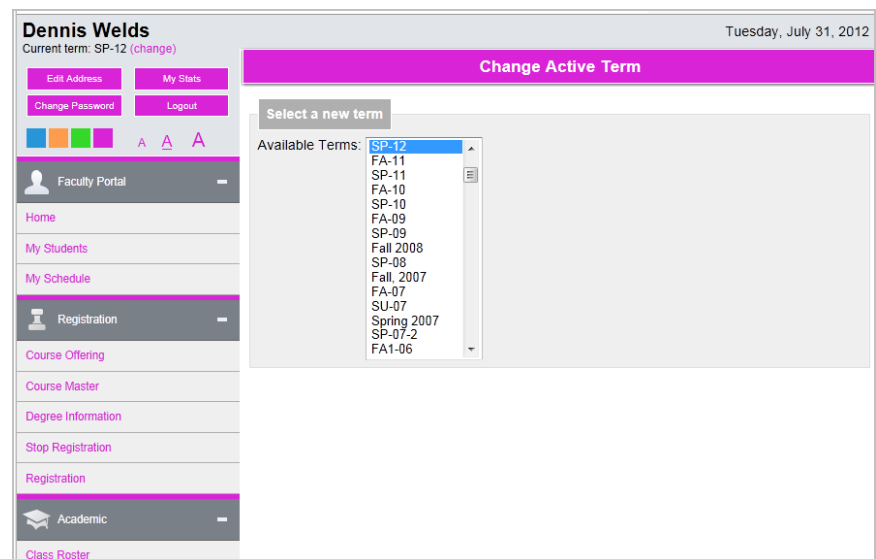 Dennis Welds
Tuesday, July 31, 2012
Current term: SP-12 (change)
Edit Address
My Stats
Change Password
Logout
A A A
Faculty Portal
Home
My Students
My Schedule
Registration
Course Offering
Course Master
Degree Information
Stop Registration
Registration
Academic
Class Roster
Change Active Term
Select a new term
Available Terms:
SP-12
FA-11
SP-11
FA-10
SP-10
FA-09
SP-09
Fall 2008
SP-08
Fall, 2007
FA-07
SU-07
Spring 2007
SP-07-2
FA1-06